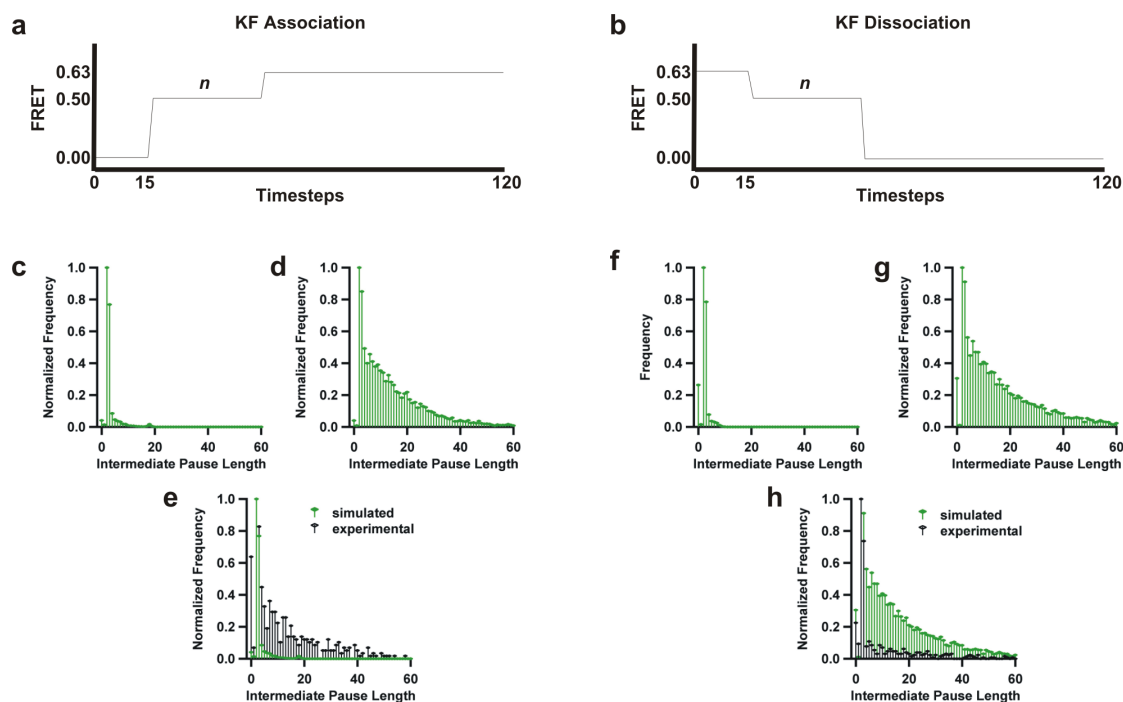 a
KF Association
FRET
0.63
0.50
0.00
n
0
15
120
Timesteps
b
KF Dissociation
FRET
0.63
0.50
0.00
n
0
15
120
Timesteps
c
Normalized Frequency
1.0
0.8
0.6
0.4
0.2
0.0
0 20 40 60
Intermediate Pause Length
d
Normalized Frequency
1.0
0.8
0.6
0.4
0.2
0.0
0 20 40 60
Intermediate Pause Length
f
Frequency
1.0
0.8
0.6
0.4
0.2
0.0
0 20 40 60
Intermediate Pause Length
g
Normalized Frequency
1.0
0.8
0.6
0.4
0.2
0.0
0 20 40 60
Intermediate Pause Length
e
Normalized Frequency
1.0
0.8
0.6
0.4
0.2
0.0
simulated
experimental
0 20 40 60
Intermediate Pause Length
h
Normalized Frequency
1.0
0.8
0.6
0.4
0.2
0.0
simulated
experimental
0 20 40 60
Intermediate Pause Length